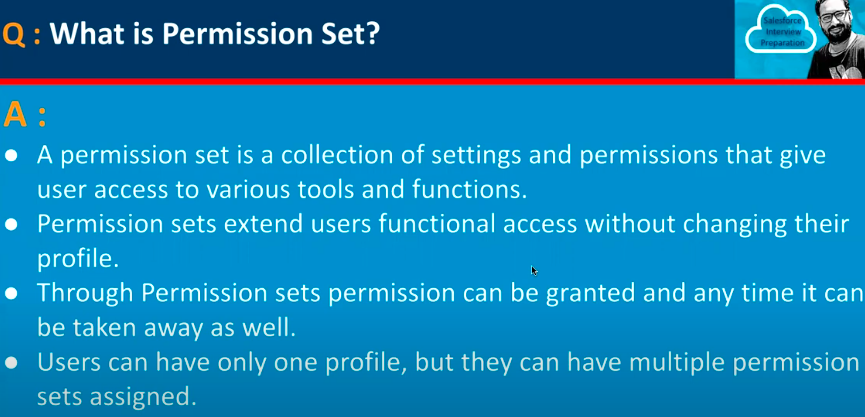 Q : What is Permission Set?
Salesforce
Interview
Preparation
A :
● A permission set is a collection of settings and permissions that give
user access to various tools and functions.
● Permission sets extend users functional access without changing their
profile.
● Through Permission sets permission can be granted and any time it can
be taken away as well.
● Users can have only one profile, but they can have multiple permission
sets assigned.